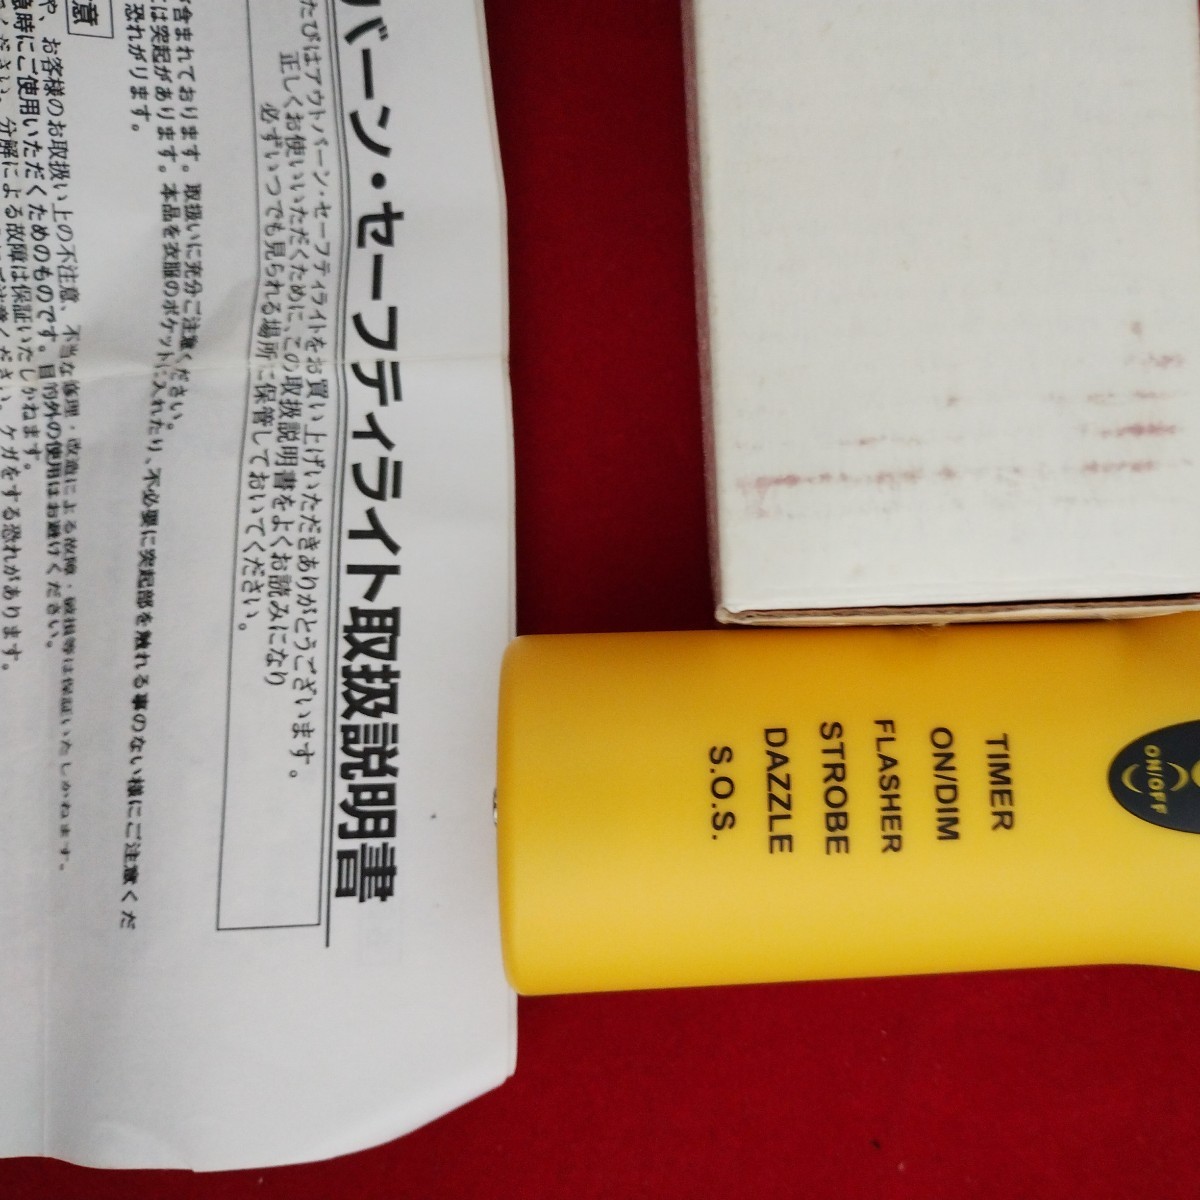 バーン・セーフティライト取扱説明書
たびはアウトバーン・セーフティライトをお買い上げいただきありがとうございます。
正しくお使いいただくために、この取扱説明書をよくお読みになり
必ずいつでも見られる場所に保管しておいてください。
含まれております。取扱いに充分ご注意ください。
は突起があります。本品を衣服のポケットに入れたり、不必要に突起部を触れる事のない様にご注意くだ
恐れがります。
意
や、お客様のお取扱い上の不注意、不当な修理・改造による故障・破損等は保証いたしかねます。
急時にご使用いただくためのものです。目的外の使用はお避けください。
ださい。分解による故障は保証いたしかねます。
ご注意ください。ケガをする恐れがあります。
ON/OFF
TIMER
ON/DIM
FLASHER
STROBE
DAZZLE
S.O.S.